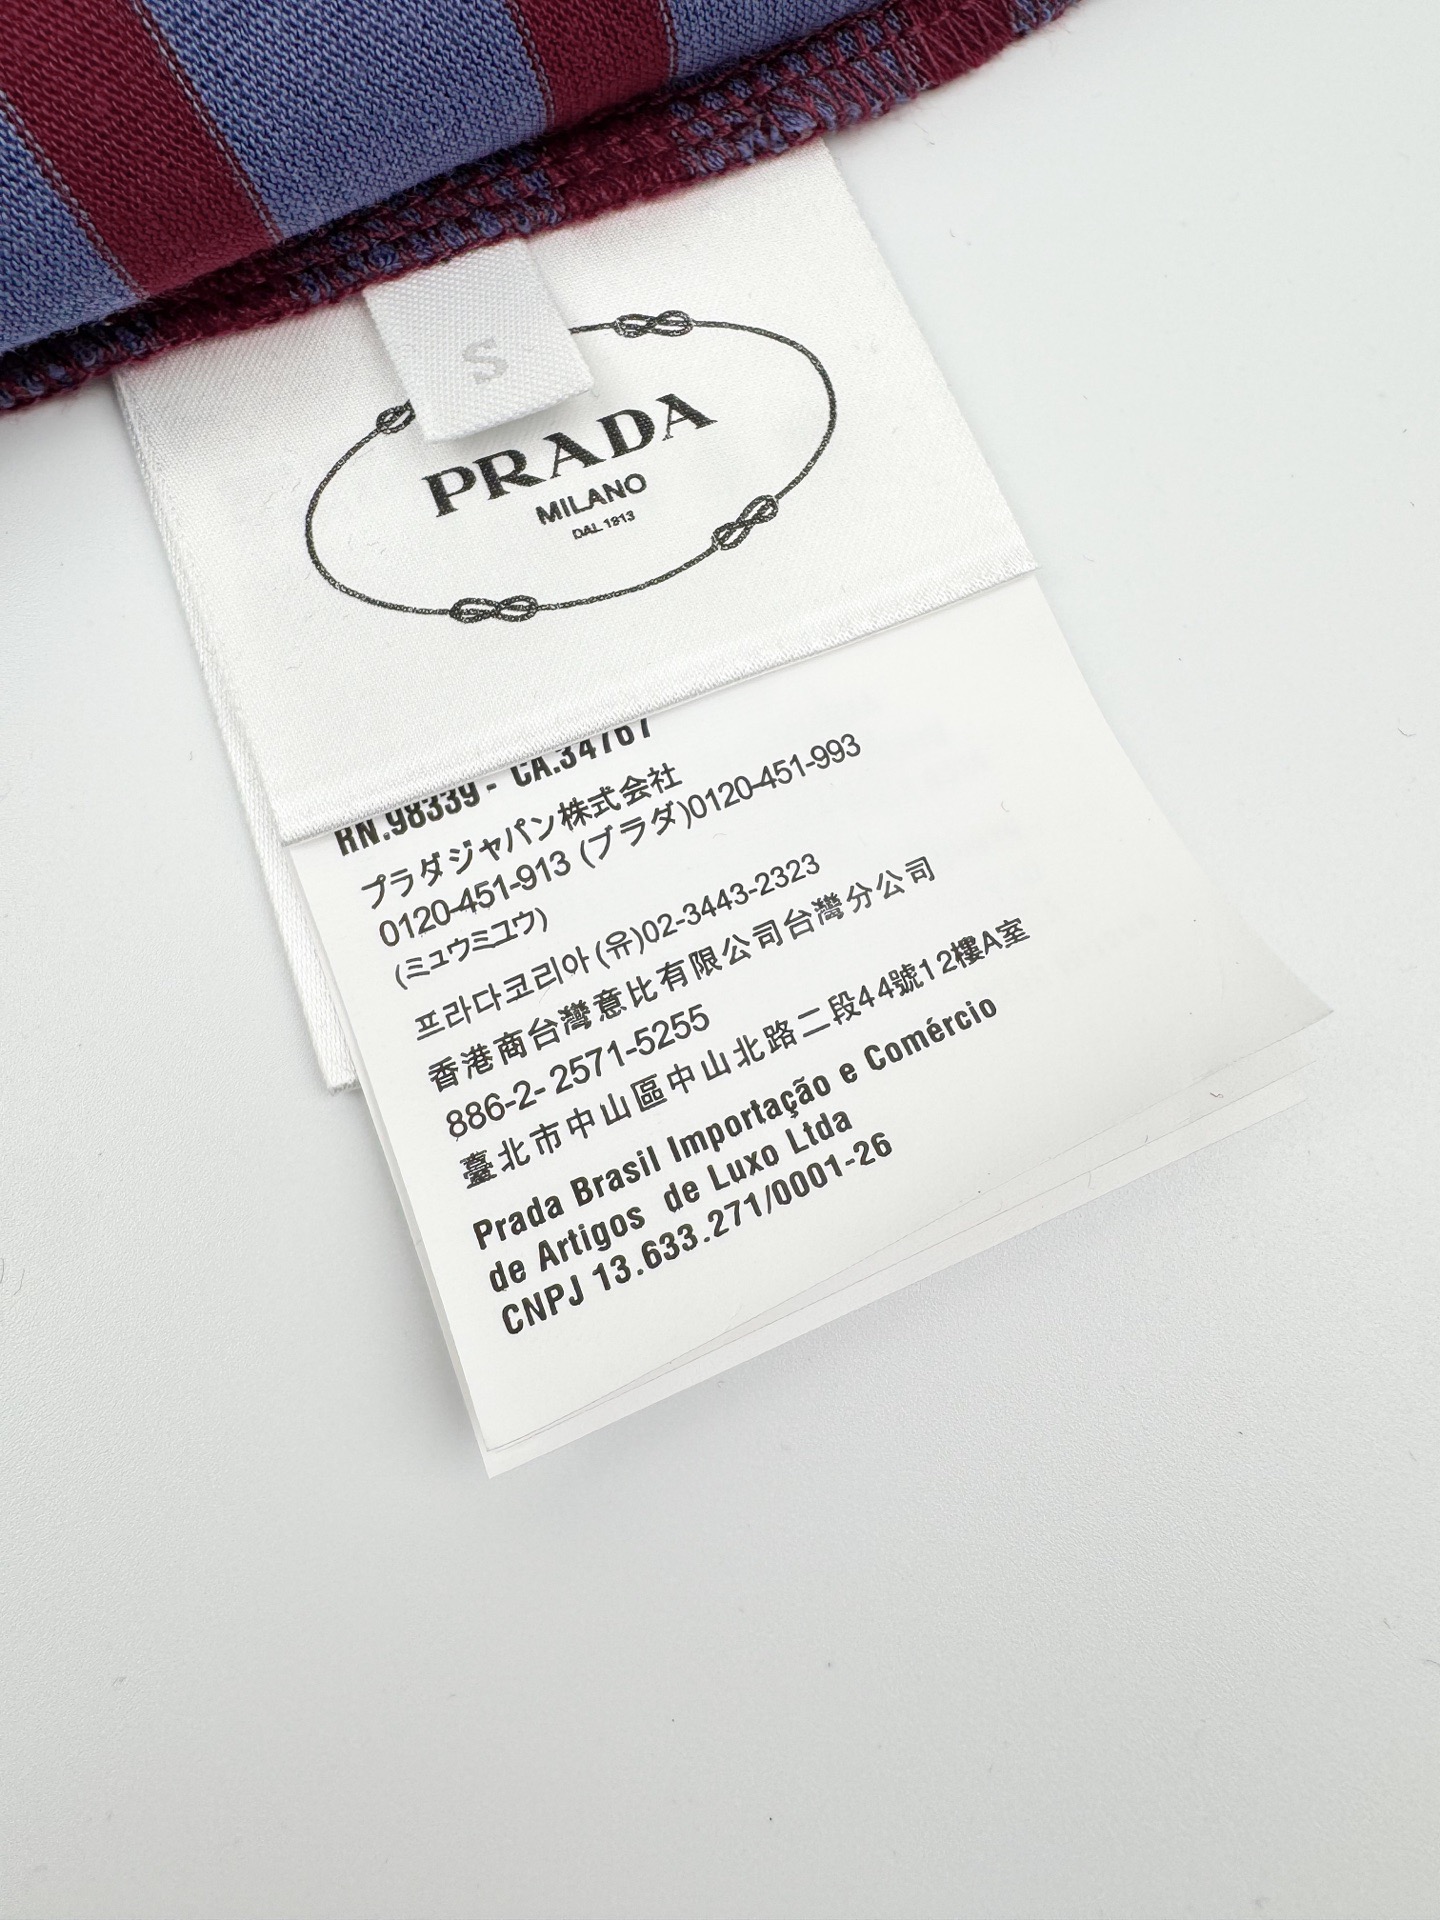 S
PRADA
MILANO
DAL 1913
RN.98339 - CA.34767
プラダジャパン株式会社
0120-451-913 (プラダ)0120-451-993
(ミュウミュウ)
프라다코리아(유)02-3443-2323
香港商台灣意比有限公司台灣分公司
886-2- 2571-5255
臺北市中山區中山北路二段44號12樓A室
Prada Brasil Importação e Comércio
de Artigos de Luxo Ltda
CNPJ 13.633.271/0001-26